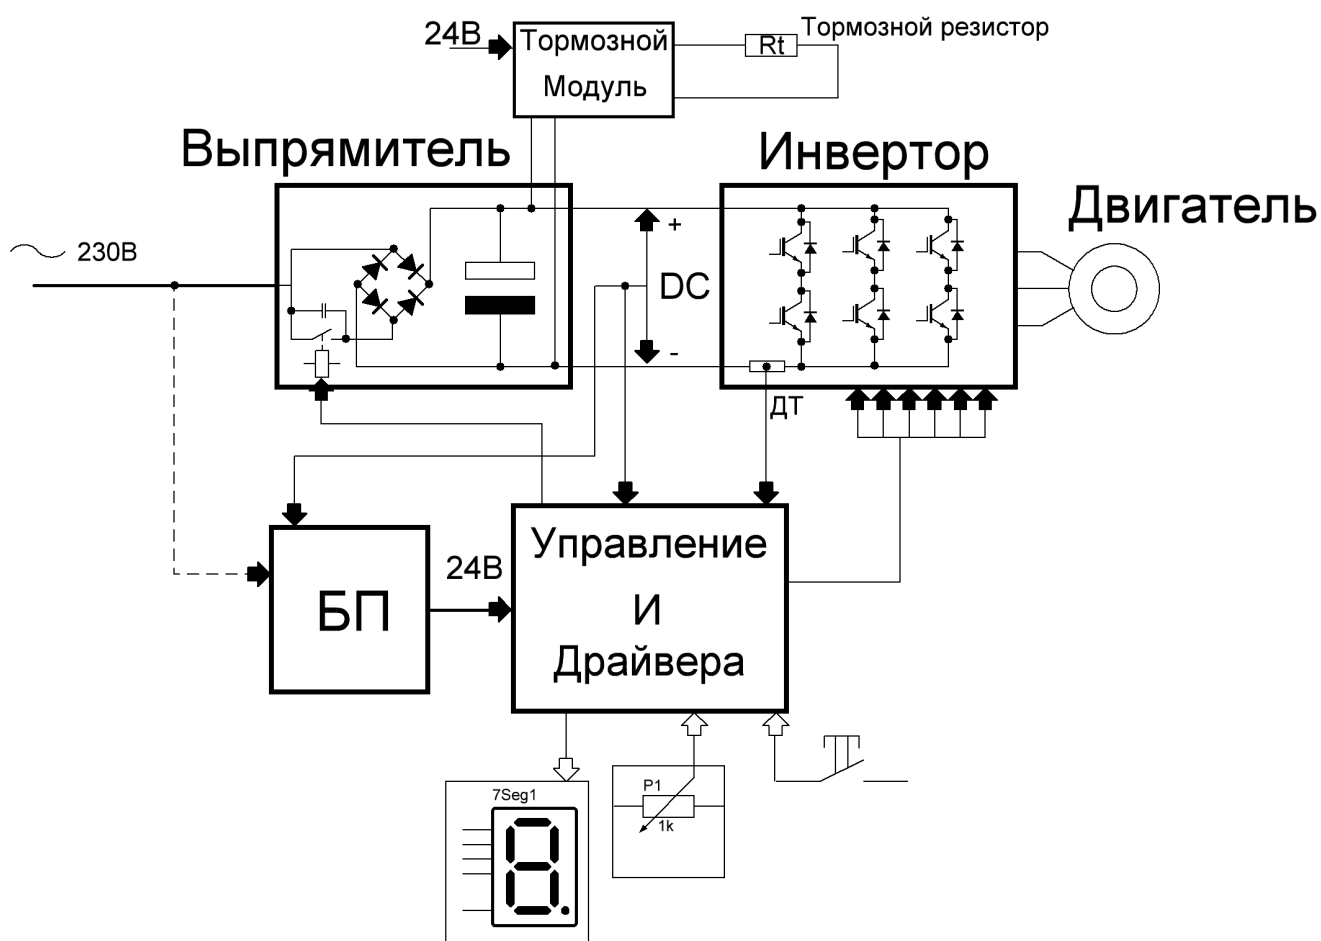 24В
Тормозной
Модуль
Rt
Тормозной резистор
Выпрямитель
Инвертор
Двигатель
230В
+
DC
-
ДТ
БП
24В
Управление
И
Драйвера
7Seg1
P1
1k